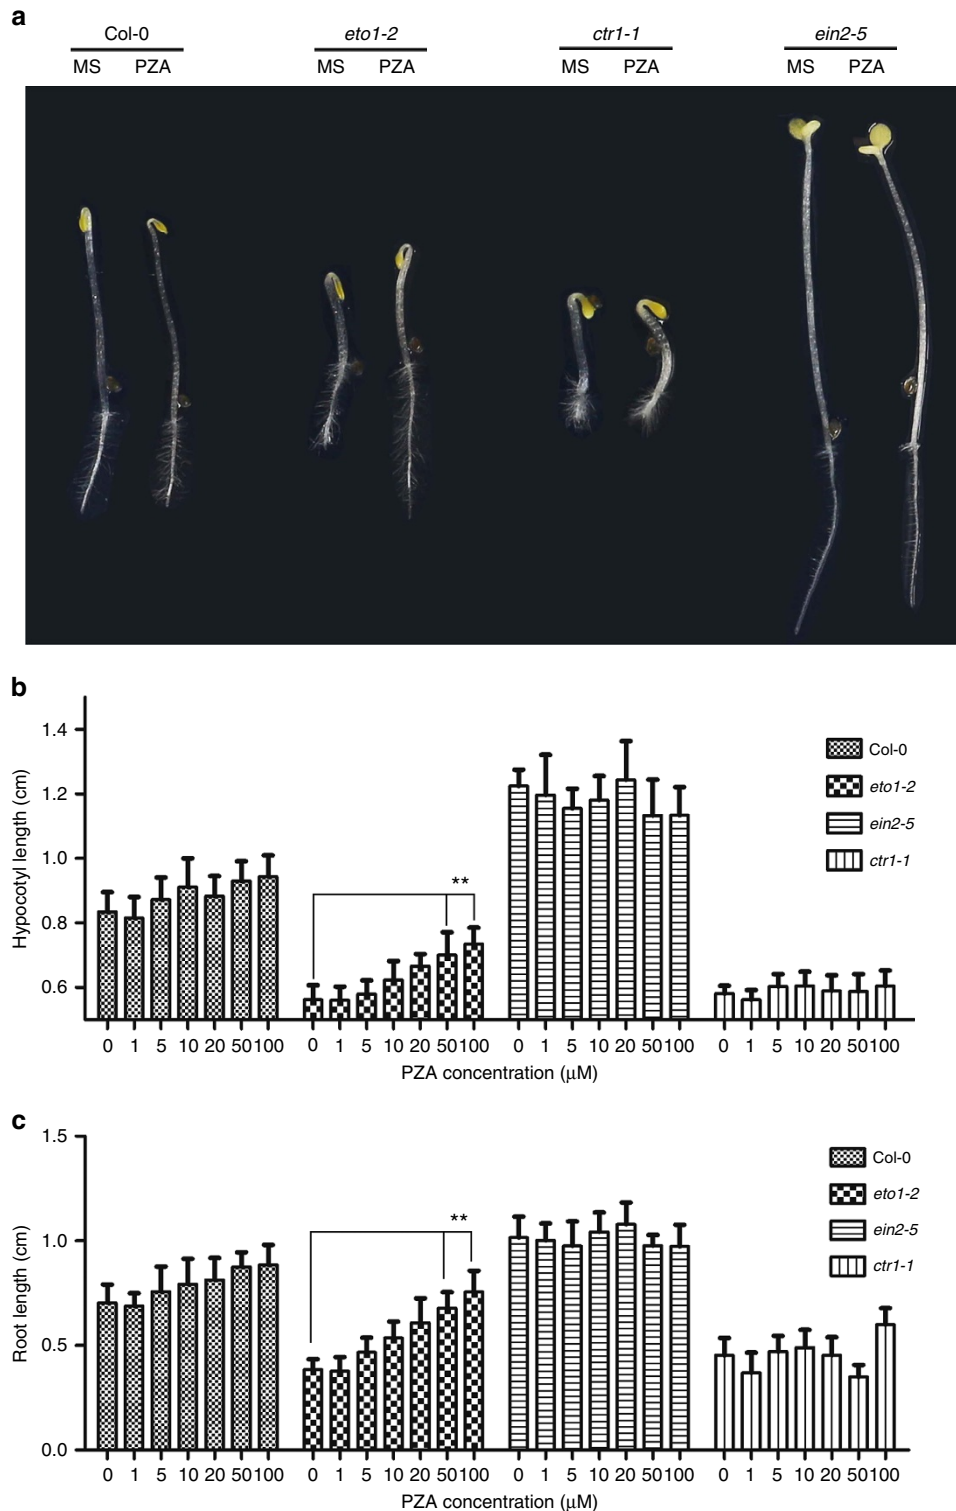 a
Col-0 eto1-2 ctr1-1 ein2-5
MS PZA MS PZA MS PZA MS PZA
b
Hypocotyl length (cm)
1.4
1.2
1.0
0.8
0.6
**
Col-0
eto1-2
ein2-5
ctr1-1
0 1 5 10 20 50 100 0 1 5 10 20 50 100 0 1 5 10 20 50 100 0 1 5 10 20 50 100
PZA concentration (μM)
c
Root length (cm)
1.5
1.0
0.5
0.0
**
Col-0
eto1-2
ein2-5
ctr1-1
0 1 5 10 20 50 100 0 1 5 10 20 50 100 0 1 5 10 20 50 100 0 1 5 10 20 50 100
PZA concentration (μM)